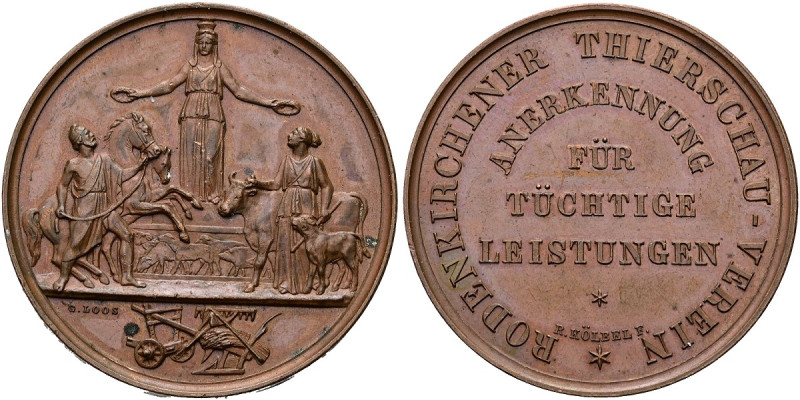 G. LOOS
RODENKIRCHENER THIERSCHAU-VEREIN
ANERKENNUNG
FÜR
TÜCHTIGE
LEISTUNGEN
R. KÖLBEL F.